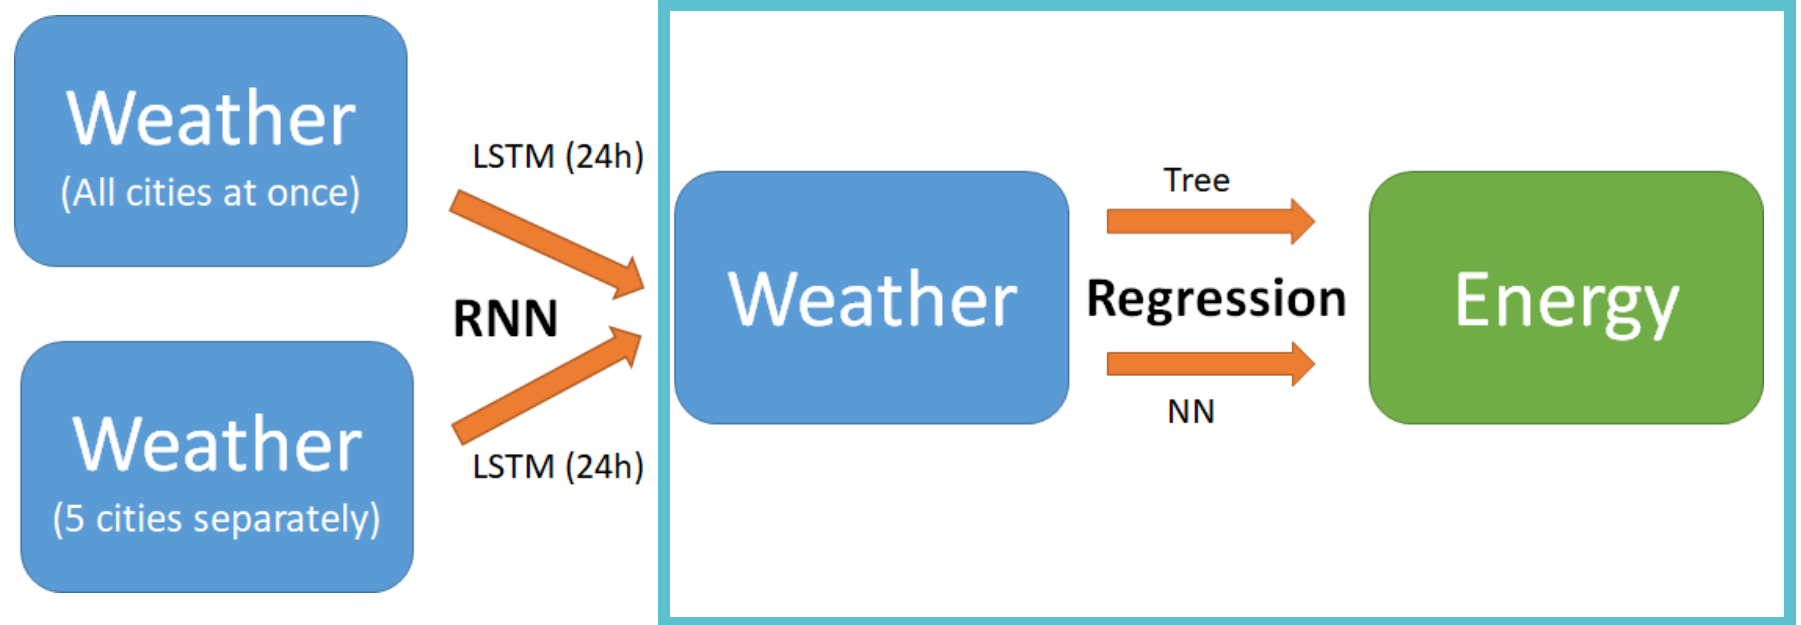 Weather
(All cities at once)
LSTM (24h)
RNN
Weather
(5 cities separately)
LSTM (24h)
Weather
Tree
Regression
NN
Energy